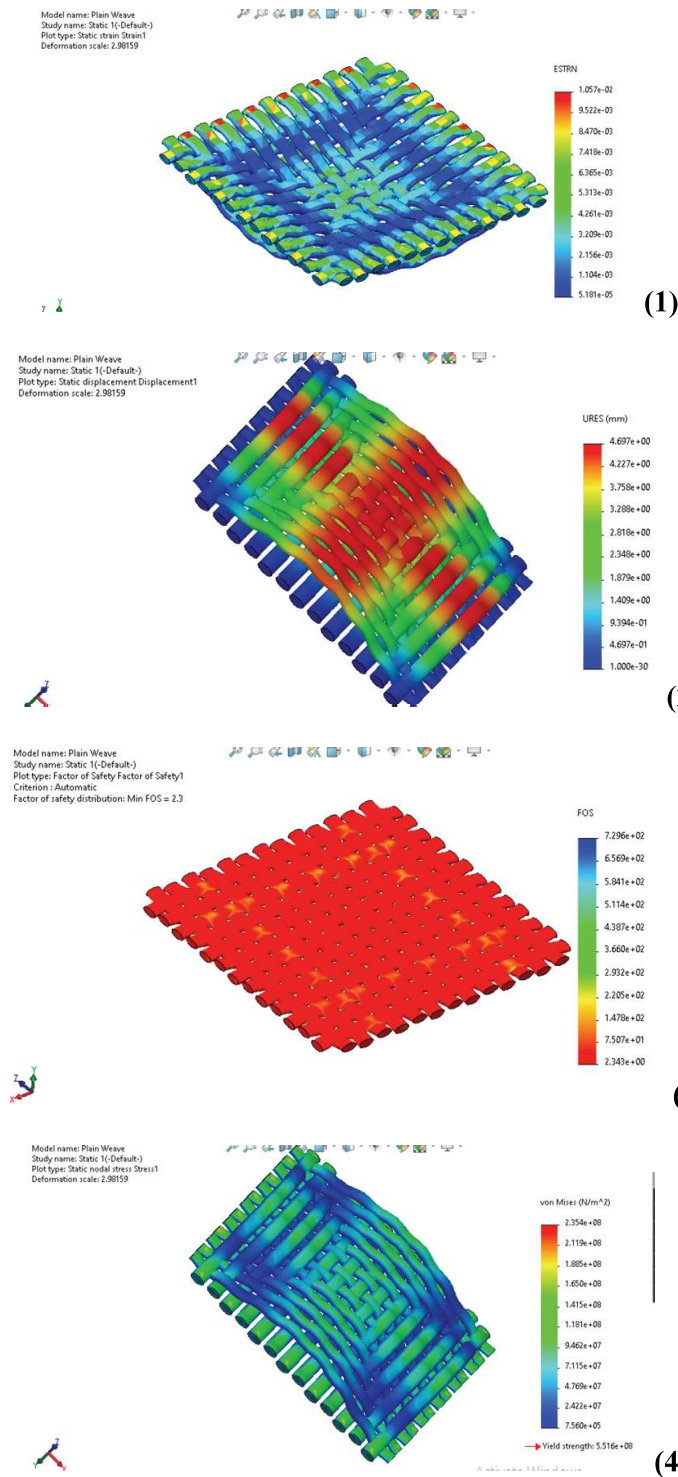 Model name: Plain Weave
Study name: Static 1(-Default-)
Plot type: Static strain Strain1
Deformation scale: 2.98159
ESTRN
1.057e-02
9.522e-03
8.470e-03
7.418e-03
6.365e-03
5.313e-03
4.261e-03
3.209e-03
2.156e-03
1.104e-03
5.181e-05
Y
(1)
Model name: Plain Weave
Study name: Static 1(-Default-)
Plot type: Static displacement Displacement1
Deformation scale: 2.98159
URES (mm)
4.697e+00
4.227e+00
3.758e+00
3.288e+00
2.818e+00
2.348e+00
1.879e+00
1.409e+00
9.394e-01
4.697e-01
1.000e-30
Z
Model name: Plain Weave
Study name: Static 1(-Default-)
Plot type: Factor of Safety Factor of Safety1
Criterion : Automatic
Factor of safety distribution: Min FOS = 2.3
FOS
7.296e+02
6.569e+02
5.841e+02
5.114e+02
4.387e+02
3.660e+02
2.932e+02
2.205e+02
1.478e+02
7.507e+01
2.343e+00
Y
Z
X
(
Model name: Plain Weave
Study name: Static 1(-Default-)
Plot type: Static nodal stress Stress1
Deformation scale: 2.98159
von Mises (N/m^2)
2.354e+08
2.119e+08
1.885e+08
1.650e+08
1.415e+08
1.181e+08
9.462e+07
7.115e+07
4.769e+07
2.422e+07
7.560e+05
Yield strength: 5.516e+08
Z
(4